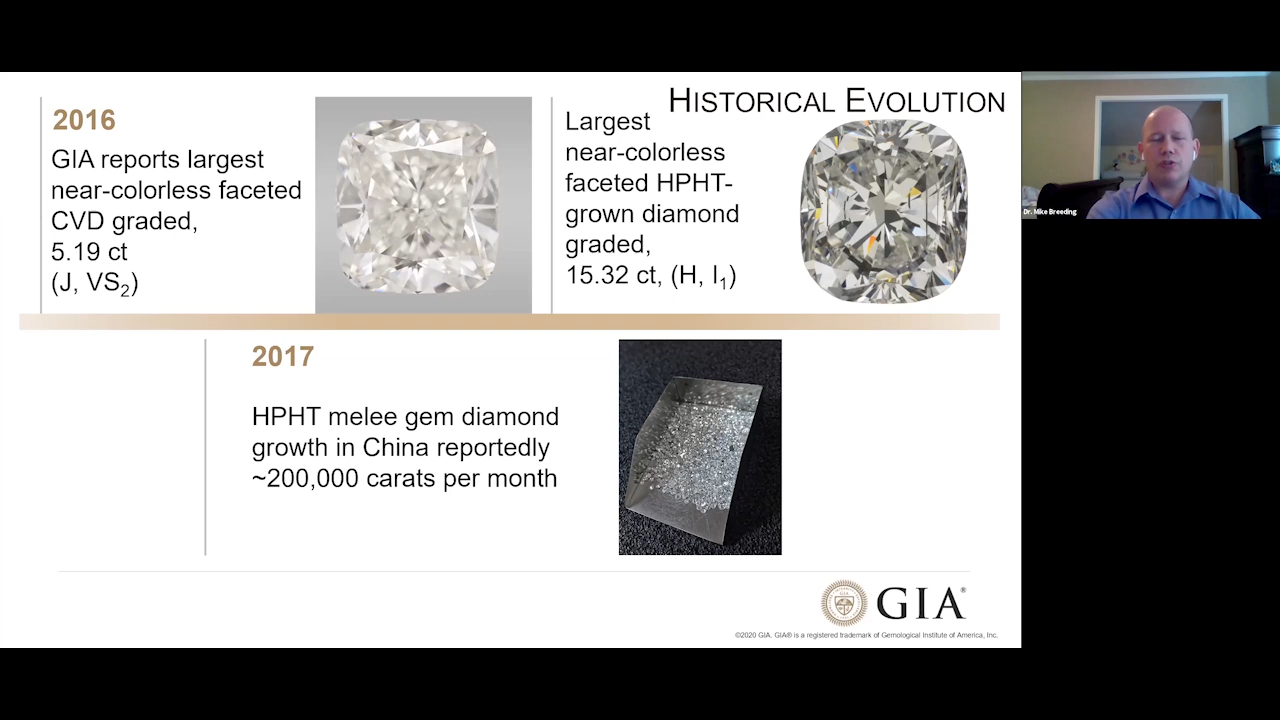 HISTORICAL EVOLUTION
2016
GIA reports largest
near-colorless faceted
CVD graded,
5.19 ct
(J, VS₂)
Largest
near-colorless
faceted HPHT-
grown diamond
graded,
15.32 ct, (H, I₁)
2017
HPHT melee gem diamond
growth in China reportedly
~200,000 carats per month
GIA®
©2020 GIA. GIA® is a registered trademark of Gemological Institute of America, Inc.
Dr. Mike Breeding